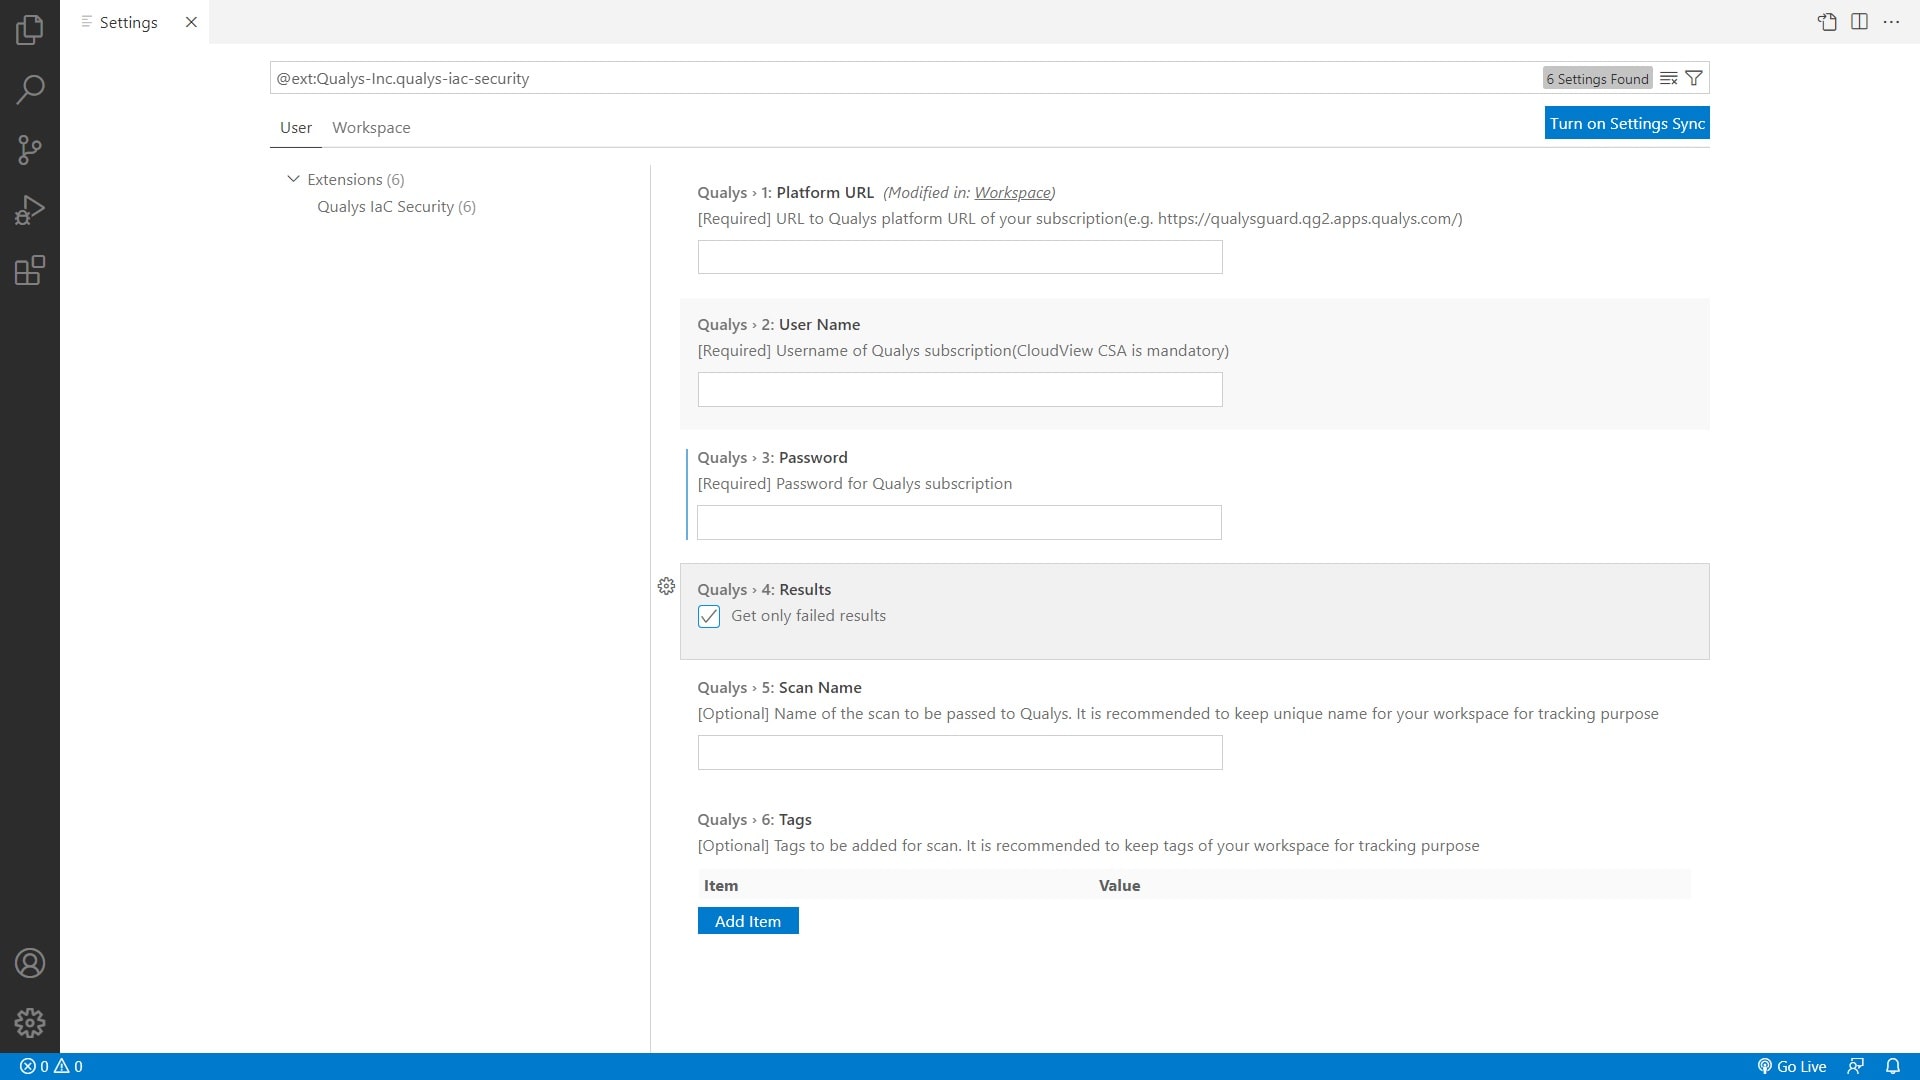 Settings
@ext:Qualys-Inc.qualys-iac-security
6 Settings Found
User Workspace
Turn on Settings Sync
Extensions (6)
Qualys IaC Security (6)
Qualys › 1: Platform URL (Modified in: Workspace)
[Required] URL to Qualys platform URL of your subscription(e.g. https://qualysguard.qg2.apps.qualys.com/)
Qualys › 2: User Name
[Required] Username of Qualys subscription(CloudView CSA is mandatory)
Qualys › 3: Password
[Required] Password for Qualys subscription
Qualys › 4: Results
Get only failed results
Qualys › 5: Scan Name
[Optional] Name of the scan to be passed to Qualys. It is recommended to keep unique name for your workspace for tracking purpose
Qualys › 6: Tags
[Optional] Tags to be added for scan. It is recommended to keep tags of your workspace for tracking purpose
Item Value
Add Item
0 0
Go Live